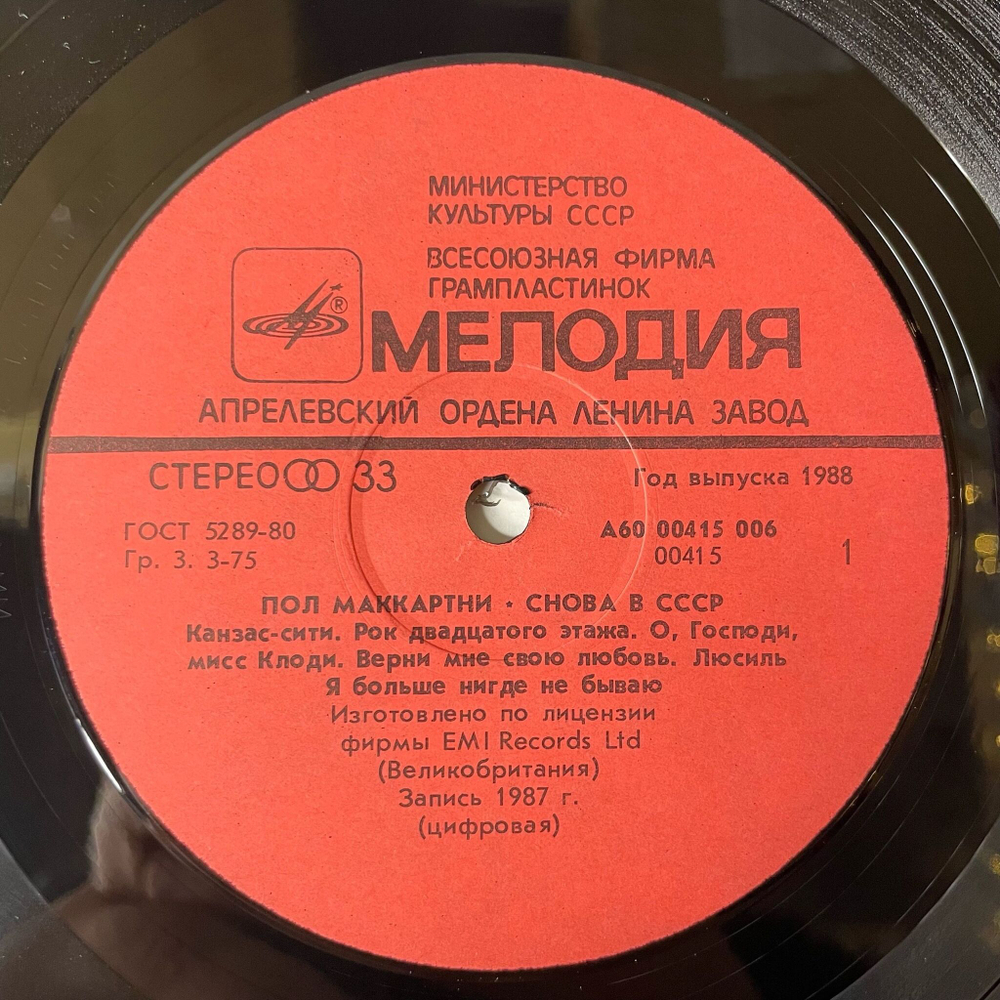 МИНИСТЕРСТВО
КУЛЬТУРЫ СССР
ВСЕСОЮЗНАЯ ФИРМА
ГРАМПЛАСТИНОК
®
МЕЛОДИЯ
АПРЕЛЕВСКИЙ ОРДЕНА ЛЕНИНА ЗАВОД
СТЕРЕО 33
Год выпуска 1988
ГОСТ 5289-80
А60 00415 006
Гр. 3. 3-75
00415
1
ПОЛ МАККАРТНИ ⋆ СНОВА В СССР
Канзас-сити. Рок двадцатого этажа. О, Господи,
мисс Клоди. Верни мне свою любовь. Люсиль
Я больше нигде не бываю
Изготовлено по лицензии
фирмы EMI Records Ltd
(Великобритания)
Запись 1987 г.
(цифровая)